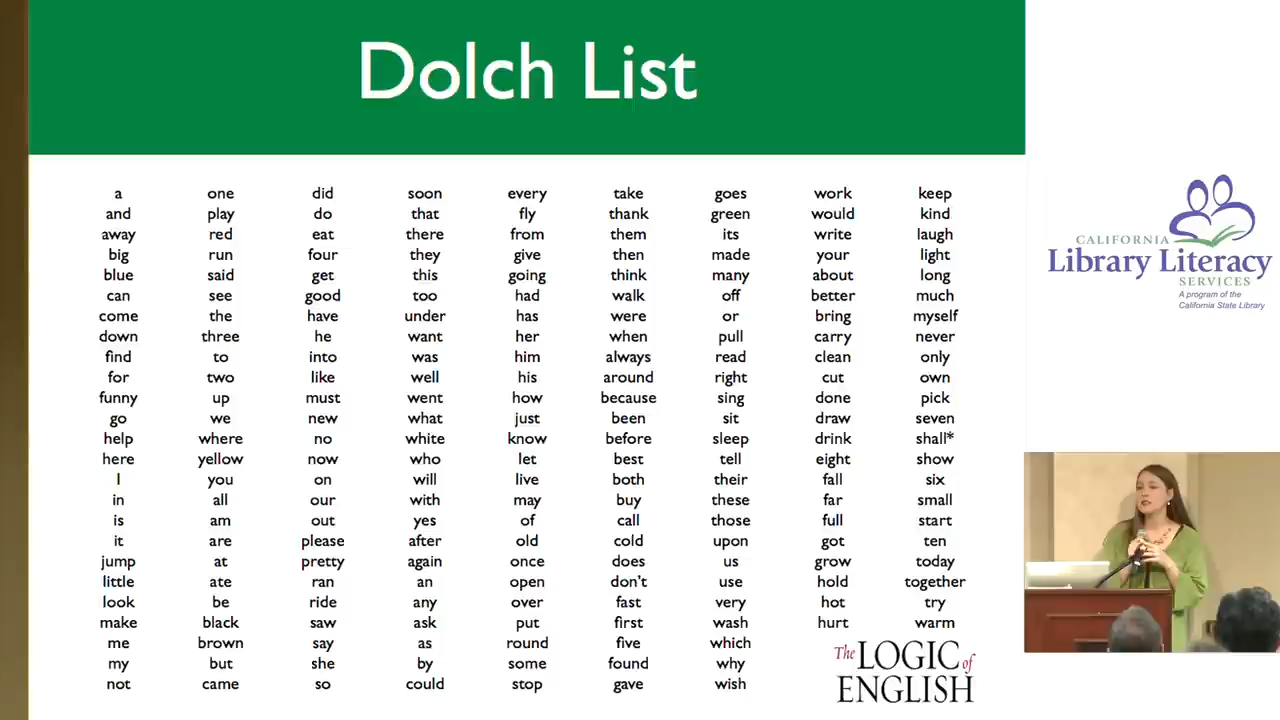 Dolch List
a one did soon every take goes work keep
and play do that fly thank green would kind
away red eat there from them its write laugh
big run four they give then made your light
blue said get this going think many about long
can see good too had walk off better much
come the have under has were or bring myself
down three he want her when pull carry never
find to into was him always read clean only
for two like well his around right cut own
funny up must went how because sing done pick
go we new what just been sit draw seven
help where no white know before sleep drink shall*
here yellow now who let best tell eight show
I you on will live both their fall six
in all our with may buy these far small
is am out yes of call those full start
it are please after old cold upon got ten
jump at pretty again once does us grow today
little ate ran an open don't use hold together
look be ride any over fast very hot try
make black saw ask put first wash hurt warm
me brown say as round five which
my but she by some found why
not came so could stop gave wish
The LOGIC of
ENGLISH
CALIFORNIA
Library Literacy
SERVICES
A program of the
California State Library